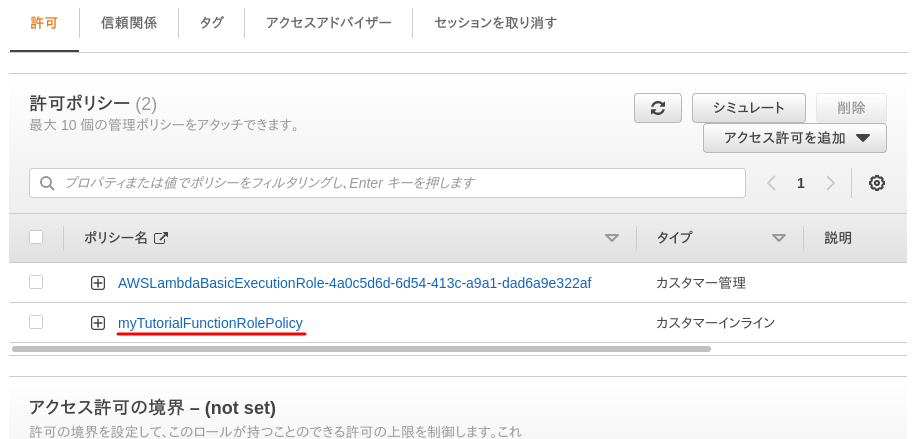 許可 信頼関係 タグ アクセスアドバイザー セッションを取り消す
許可ポリシー (2)
最大 10 個の管理ポリシーをアタッチできます。
シミュレート 削除
アクセス許可を追加
プロパティまたは値でポリシーをフィルタリングし、Enter キーを押します
1
ポリシー名 タイプ 説明
AWSLambdaBasicExecutionRole-4a0c5d6d-6d54-413c-a9a1-dad6a9e322af カスタマー管理
myTutorialFunctionRolePolicy カスタマーインライン
アクセス許可の境界 – (not set)
許可の境界を設定して、このロールが持つことのできる許可の上限を制御します。これ